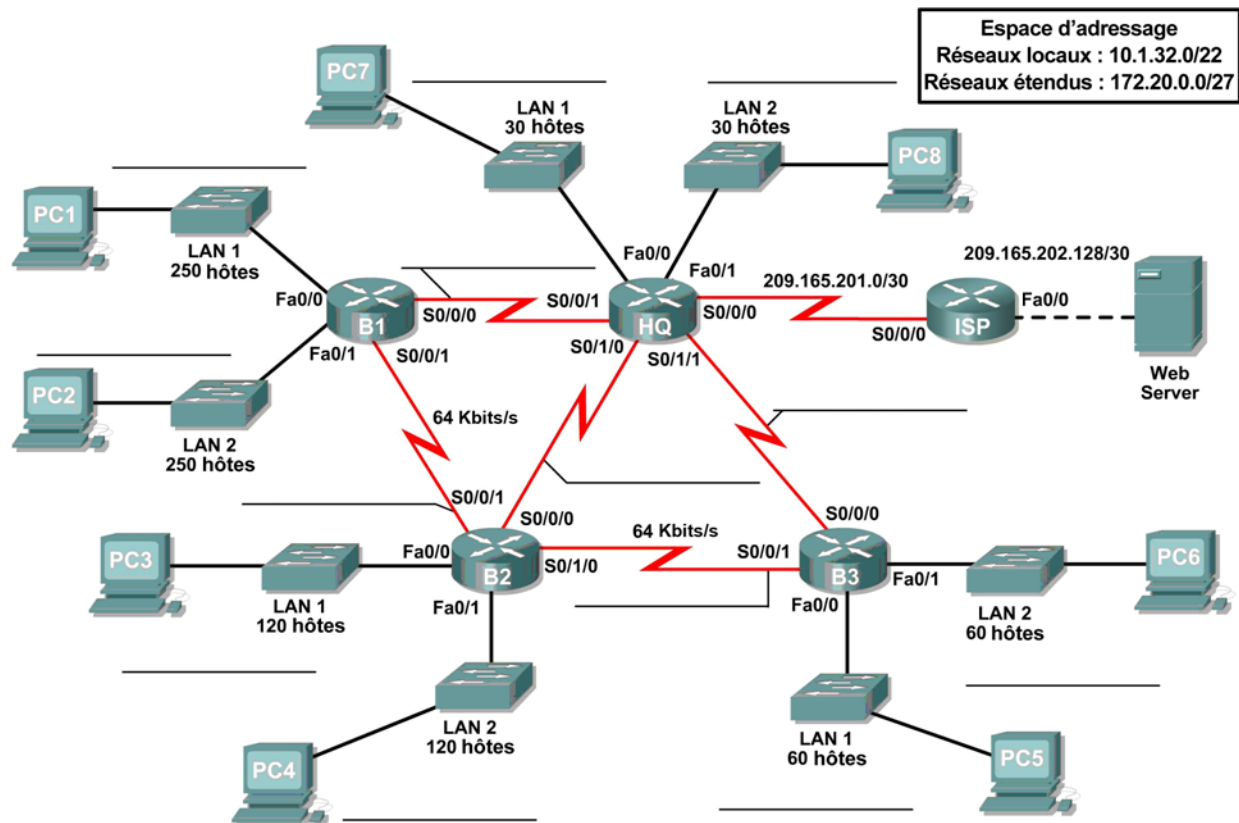 Espace d'adressage
Réseaux locaux : 10.1.32.0/22
Réseaux étendus : 172.20.0.0/27
PC7
LAN 1
30 hôtes
LAN 2
30 hôtes
PC8
PC1
LAN 1
250 hôtes
Fa0/0
Fa0/1
209.165.201.0/30
209.165.202.128/30
Fa0/0
S0/0/0
S0/0/1
S0/0/0
S0/0/0
Fa0/0
B1
HQ
ISP
Web
Server
Fa0/1
S0/0/1
S0/1/0
S0/1/1
PC2
LAN 2
250 hôtes
64 Kbits/s
S0/0/1
S0/0/0
64 Kbits/s
S0/0/0
S0/0/1
PC3
LAN 1
120 hôtes
Fa0/0
B2
S0/1/0
Fa0/1
B3
Fa0/1
Fa0/0
LAN 2
60 hôtes
PC6
PC4
LAN 2
120 hôtes
LAN 1
60 hôtes
PC5